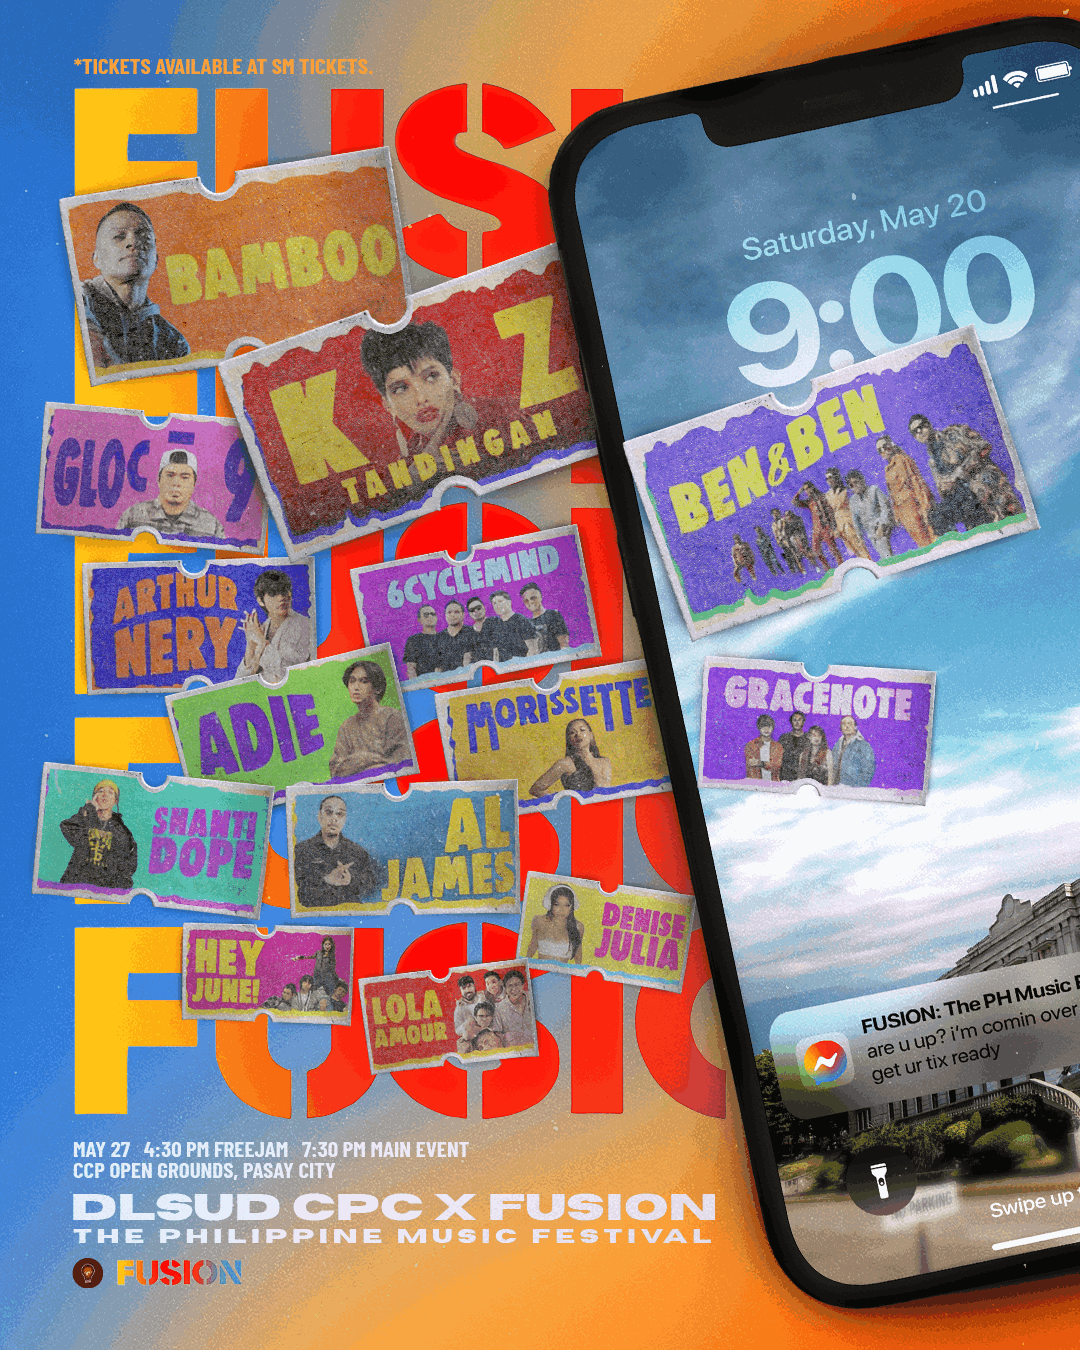 *TICKETS AVAILABLE AT SM TICKETS.
FUSI
BAMBOO
K Z
TANDINGAN
GLOC 9
ARTHUR
NERY
6CYCLEMIND
ADIE
MORISSETTE
SHANTI
DOPE
AL
JAMES
DENISE
JULIA
HEY
JUNE!
LOLA
AMOUR
FUSI
Saturday, May 20
9:00
BEN&BEN
GRACENOTE
FUSION: The PH Music
are u up? i'm comin over
get ur tix ready
PARKING
Swipe up
MAY 27 4:30 PM FREEJAM 7:30 PM MAIN EVENT
CCP OPEN GROUNDS, PASAY CITY
DLSUD CPC X FUSION
THE PHILIPPINE MUSIC FESTIVAL
FUSION